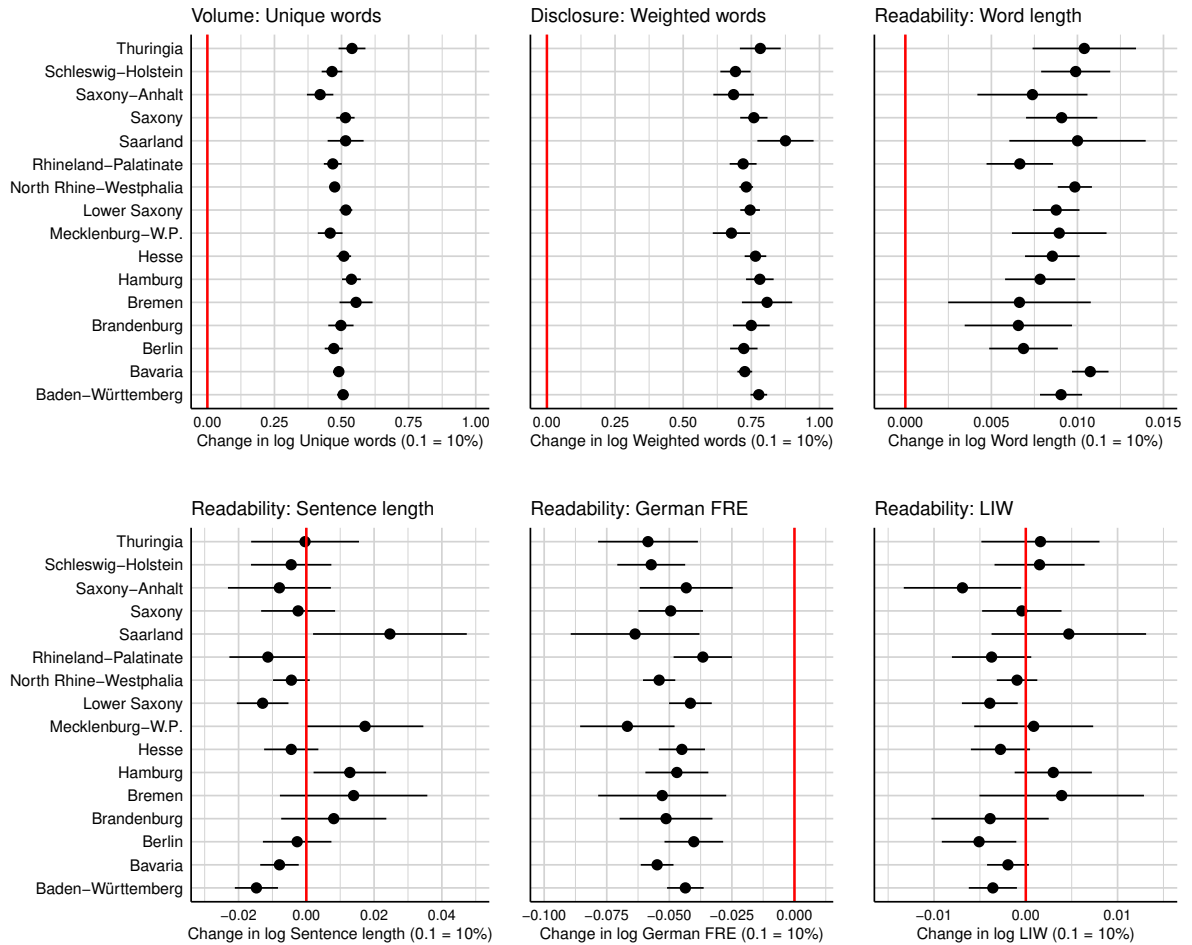 Volume: Unique words
Disclosure: Weighted words
Readability: Word length
Thuringia
Schleswig−Holstein
Saxony−Anhalt
Saxony
Saarland
Rhineland−Palatinate
North Rhine−Westphalia
Lower Saxony
Mecklenburg−W.P.
Hesse
Hamburg
Bremen
Brandenburg
Berlin
Bavaria
Baden−Württemberg
0.00 0.25 0.50 0.75 1.00
0.00 0.25 0.50 0.75 1.00
0.000 0.005 0.010 0.015
Change in log Unique words (0.1 = 10%)
Change in log Weighted words (0.1 = 10%)
Change in log Word length (0.1 = 10%)
Readability: Sentence length
Readability: German FRE
Readability: LIW
Thuringia
Schleswig−Holstein
Saxony−Anhalt
Saxony
Saarland
Rhineland−Palatinate
North Rhine−Westphalia
Lower Saxony
Mecklenburg−W.P.
Hesse
Hamburg
Bremen
Brandenburg
Berlin
Bavaria
Baden−Württemberg
−0.02 0.00 0.02 0.04
−0.100 −0.075 −0.050 −0.025 0.000
−0.01 0.00 0.01
Change in log Sentence length (0.1 = 10%)
Change in log German FRE (0.1 = 10%)
Change in log LIW (0.1 = 10%)